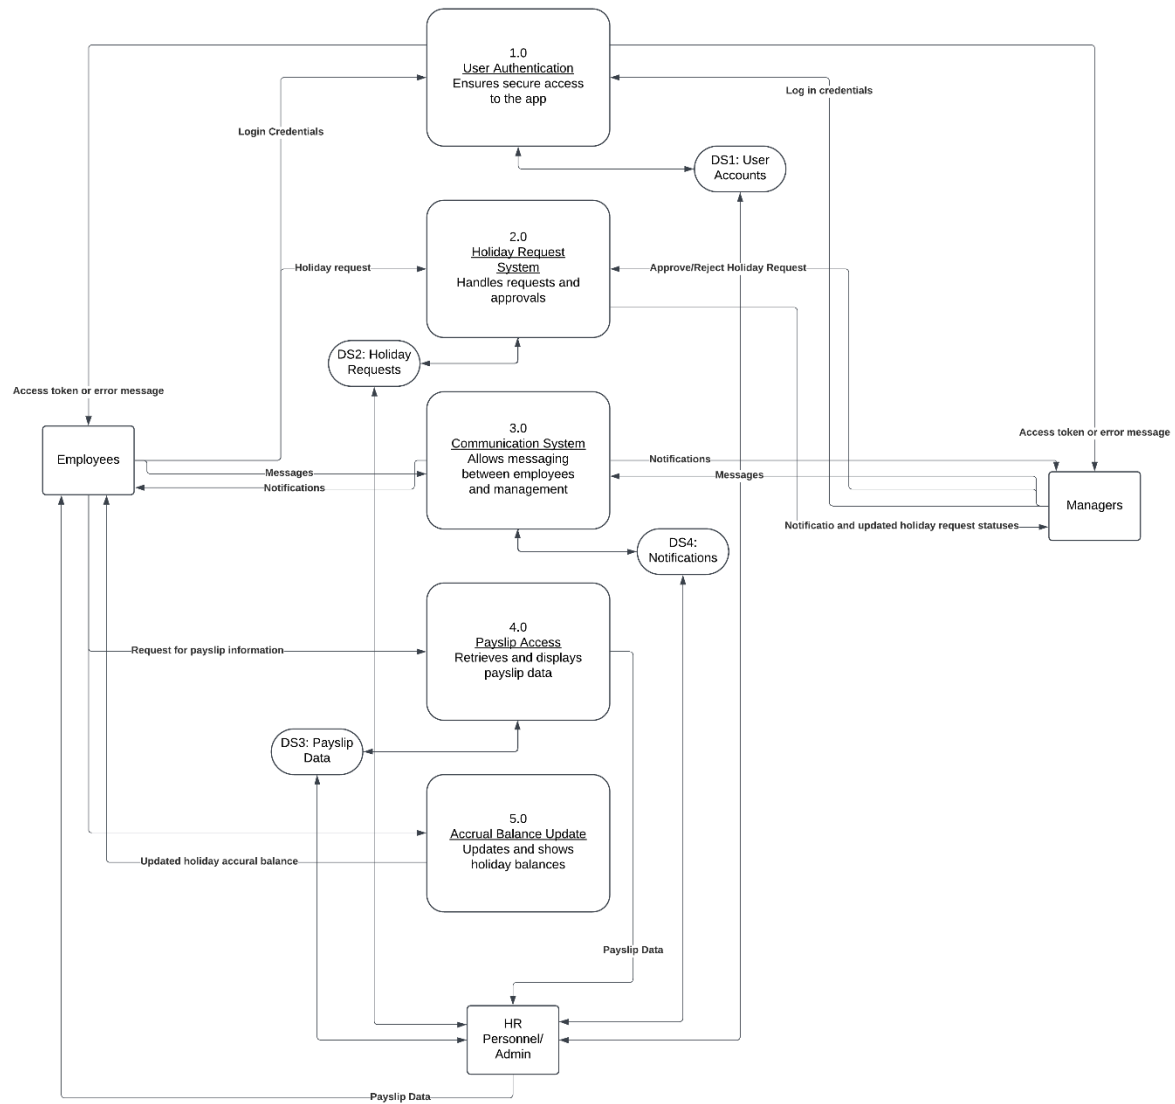 1.0
User Authentication
Ensures secure access
to the app
Log in credentials
Login Credentials
DS1: User
Accounts
2.0
Holiday Request
System
Handles requests and
approvals
Holiday request
Approve/Reject Holiday Request
DS2: Holiday
Requests
Access token or error message
3.0
Communication System
Allows messaging
between employees
and management
Employees
Access token or error message
Messages
Notifications
Notifications
Messages
Managers
Notificatio and updated holiday request statuses
DS4:
Notifications
4.0
Payslip Access
Retrieves and displays
payslip data
Request for payslip information
DS3: Payslip
Data
5.0
Accrual Balance Update
Updates and shows
holiday balances
Updated holiday accural balance
Payslip Data
HR
Personnel/
Admin
Payslip Data